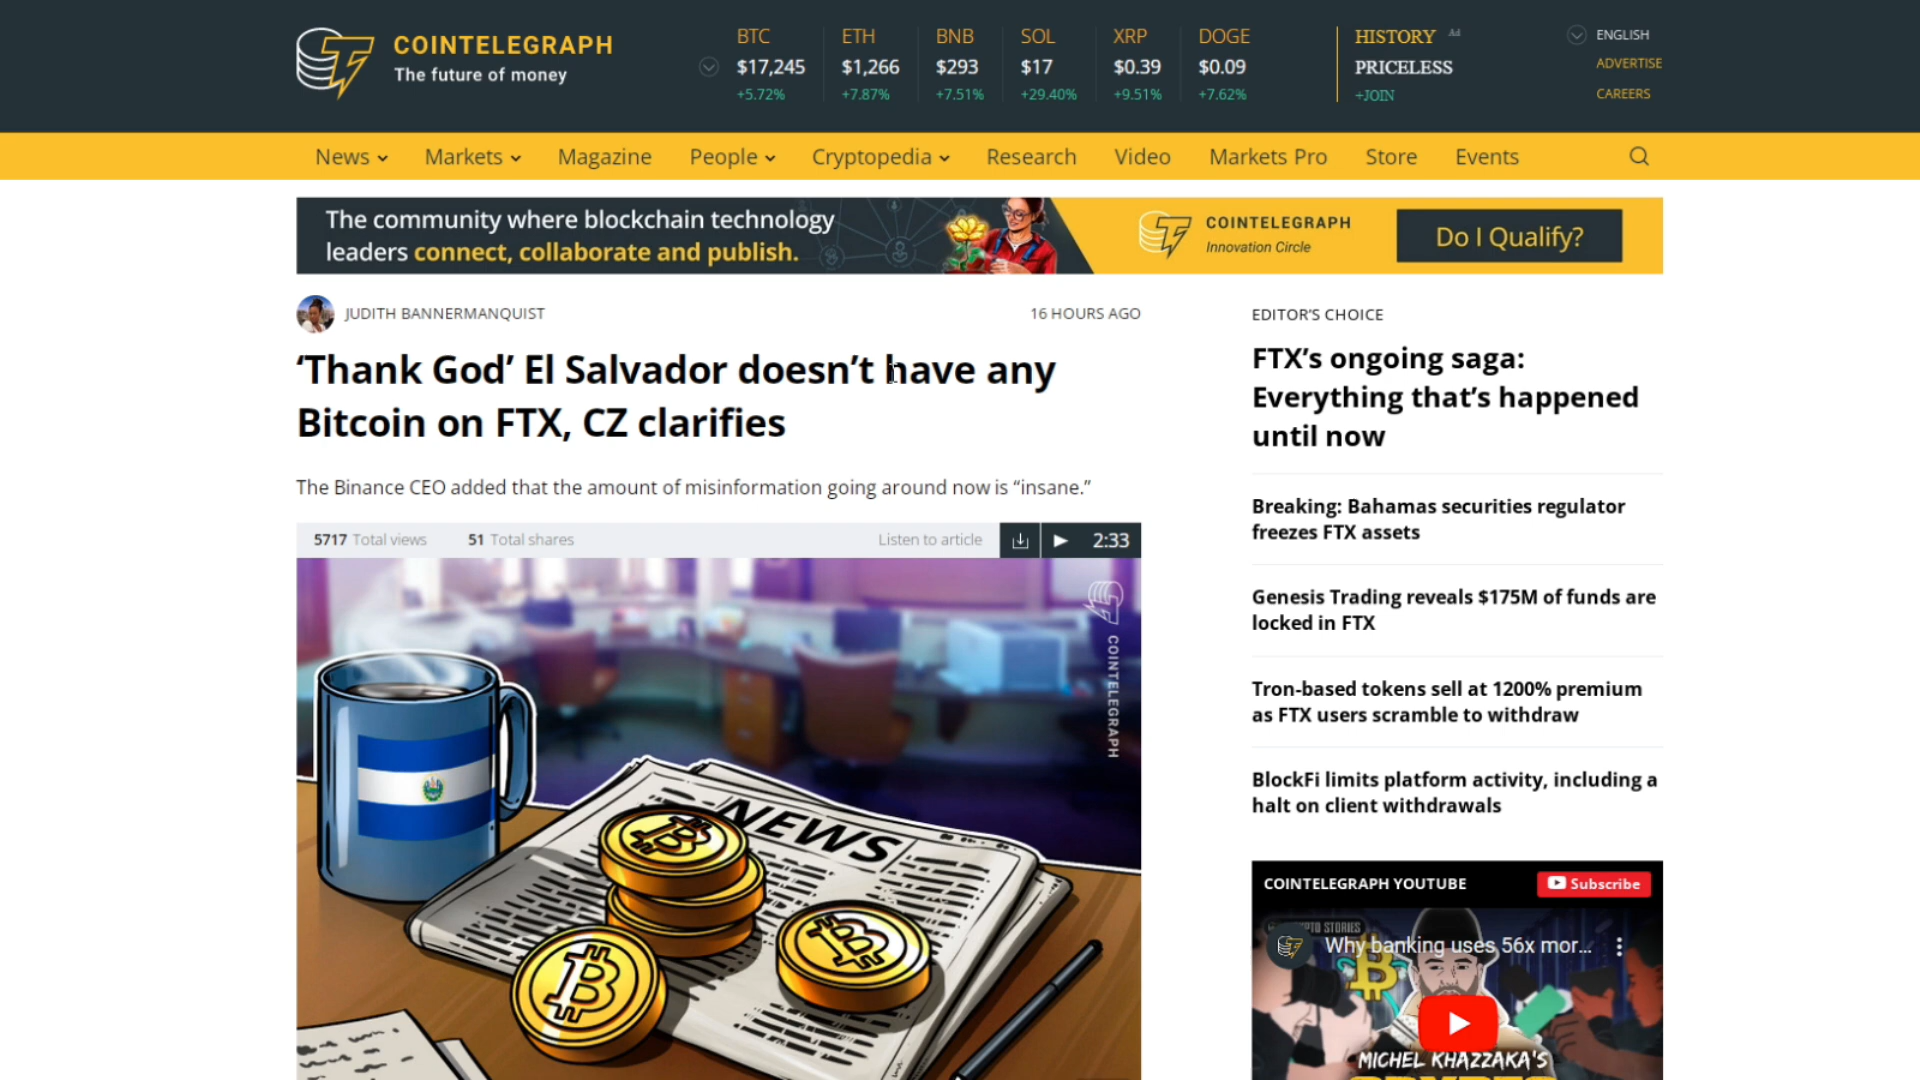 COINTELEGRAPH
The future of money
BTC
$17,245
+5.72%
ETH
$1,266
+7.87%
BNB
$293
+7.51%
SOL
$17
+29.40%
XRP
$0.39
+9.51%
DOGE
$0.09
+7.62%
HISTORY Ad
PRICELESS
+JOIN
ENGLISH
ADVERTISE
CAREERS
News Markets Magazine People Cryptopedia Research Video Markets Pro Store Events
The community where blockchain technology
leaders connect, collaborate and publish.
COINTELEGRAPH
Innovation Circle
Do I Qualify?
JUDITH BANNERMANQUIST
16 HOURS AGO
‘Thank God’ El Salvador doesn’t have any
Bitcoin on FTX, CZ clarifies
The Binance CEO added that the amount of misinformation going around now is “insane.”
5717 Total views 51 Total shares Listen to article 2:33
COINTELEGRAPH
NEWS
EDITOR’S CHOICE
FTX’s ongoing saga:
Everything that’s happened
until now
Breaking: Bahamas securities regulator
freezes FTX assets
Genesis Trading reveals $175M of funds are
locked in FTX
Tron-based tokens sell at 1200% premium
as FTX users scramble to withdraw
BlockFi limits platform activity, including a
halt on client withdrawals
COINTELEGRAPH YOUTUBE
Subscribe
STORIES
Why banking uses 56x mor...
MICHEL KHAZZAKA'S